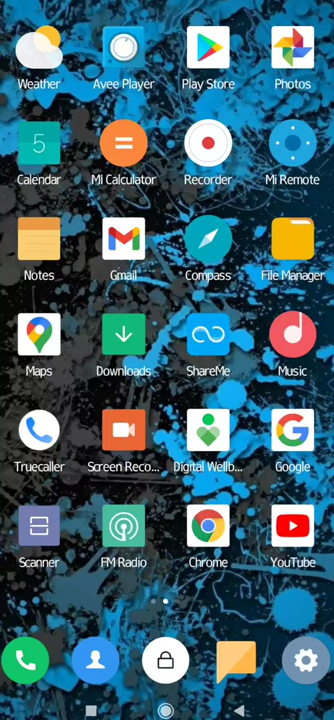 Weather Avee Player Play Store Photos
5
Calendar Mi Calculator Recorder Mi Remote
Notes Gmail Compass File Manager
Maps Downloads ShareMe Music
Truecaller Screen Reco... Digital Wellb... Google
Scanner FM Radio Chrome YouTube